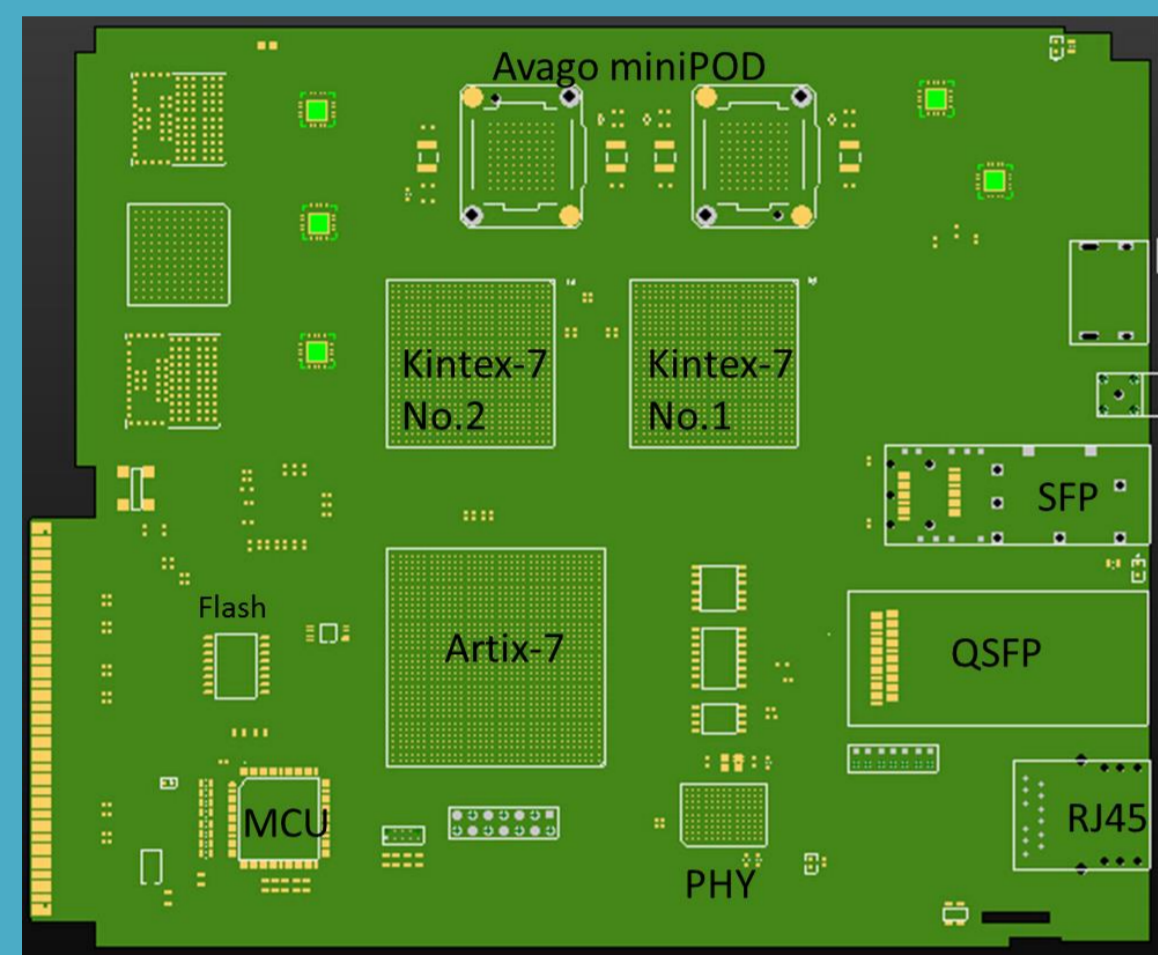 Avago miniPOD
Kintex-7
No.2
Kintex-7
No.1
SFP
Flash
Artix-7
QSFP
MCU
RJ45
PHY